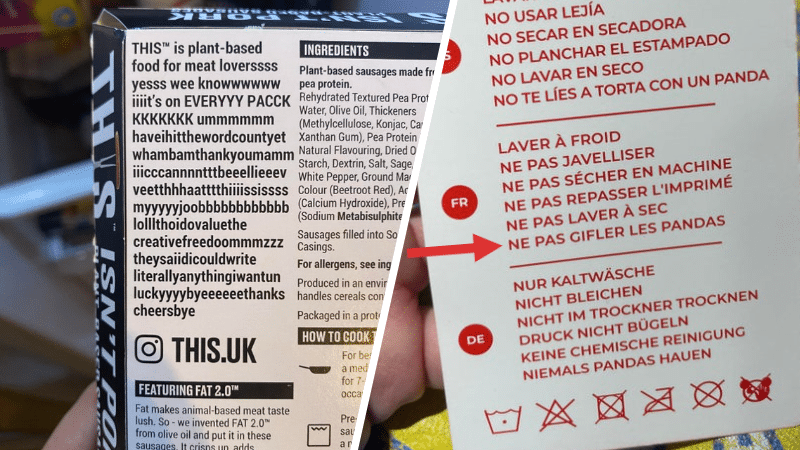 ISN'T PORK
THIS ISN'T PO
THIS™ is plant-based
food for meat loverssss
yesss wee knowwwwww
iiiit's on EVERYYY PACCK
KKKKKKK ummmmmm
haveihitthewordcountyet
whambamthankyoumamm
iiicccannnntttbeeellieeev
veetthhhaatttthiiiissississs
myyyyjoobbbbbbbbbbbb
lollllthoidovaluethe
creativefreedoommmzzz
theysaiidicouldwrite
literallyanythingiwantun
luckyyyybyeeeeeethanks
cheersbye
THIS.UK
FEATURING FAT 2.0™
Fat makes animal-based meat taste
lush. So - we invented FAT 2.0™
from olive oil and put it in these
sausages. It crisps up, adds
INGREDIENTS
Plant-based sausages made fr
pea protein.
Rehydrated Textured Pea Prot
Water, Olive Oil, Thickeners
(Methylcellulose, Konjac, Ca
Xanthan Gum), Pea Protein
Natural Flavouring, Dried O
Starch, Dextrin, Salt, Sage,
White Pepper, Ground Ma
Colour (Beetroot Red), Ac
(Calcium Hydroxide), Pre
(Sodium Metabisulphite
Sausages filled into So
Casings.
For allergens, see ing
Produced in an envir
handles cereals con
Packaged in a prote
HOW TO COOK T
For be
a med
for 7-
occa
Pre-
sau
a r
NO USAR LEJÍA
NO SECAR EN SECADORA
NO PLANCHAR EL ESTAMPADO
NO LAVAR EN SECO
NO TE LÍES A TORTA CON UN PANDA
FR
LAVER À FROID
NE PAS JAVELLISER
NE PAS SÉCHER EN MACHINE
NE PAS REPASSER L'IMPRIMÉ
NE PAS LAVER À SEC
NE PAS GIFLER LES PANDAS
DE
NUR KALTWÄSCHE
NICHT BLEICHEN
NICHT IM TROCKNER TROCKNEN
DRUCK NICHT BÜGELN
KEINE CHEMISCHE REINIGUNG
NIEMALS PANDAS HAUEN